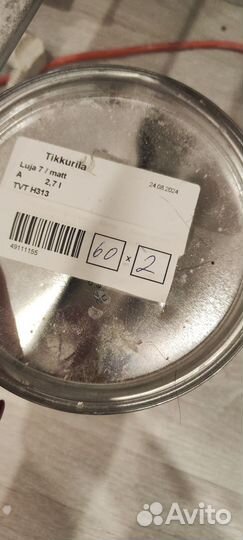 Tikkurila
Luja 7 / matt
A 2,7 l
24.08.2024
TVT H313
49111155
60 x 2
Avito